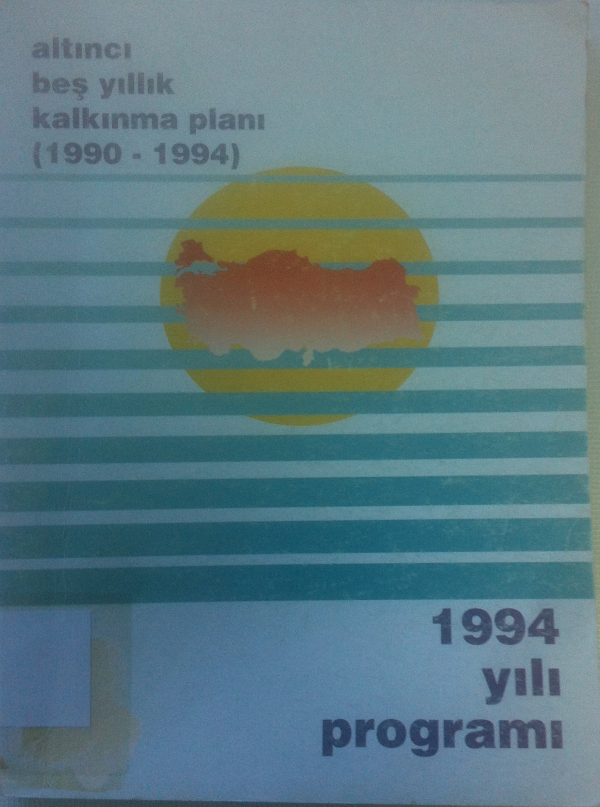 altıncı
beş yıllık
kalkınma planı
(1990 - 1994)
1994
yılı
programı